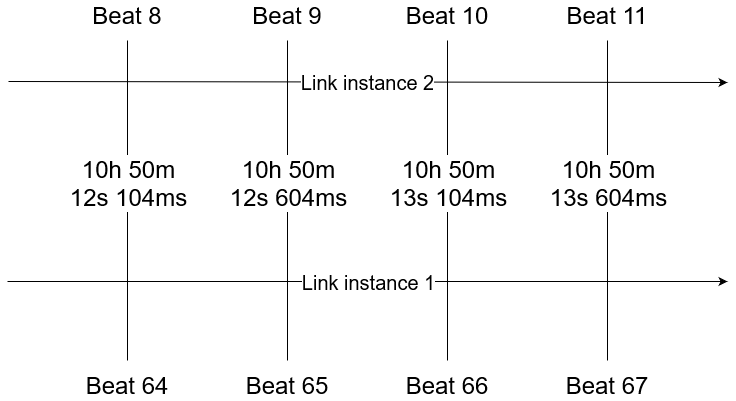 Beat 8 Beat 9 Beat 10 Beat 11
Link instance 2
10h 50m 10h 50m 10h 50m 10h 50m
12s 104ms 12s 604ms 13s 104ms 13s 604ms
Link instance 1
Beat 64 Beat 65 Beat 66 Beat 67